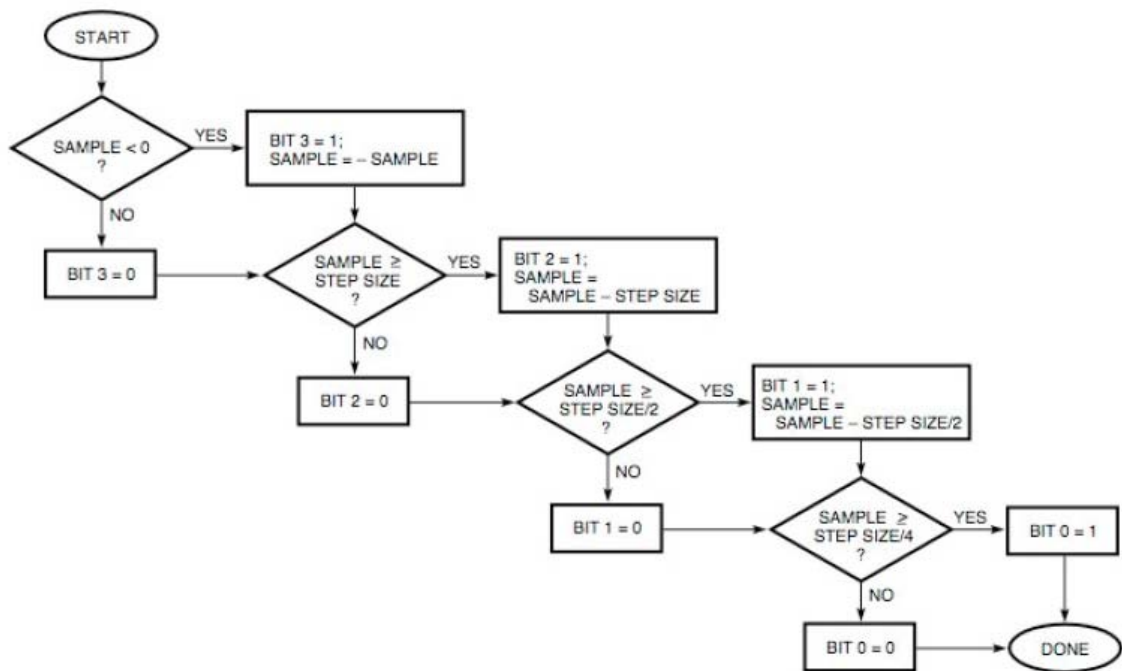 START
SAMPLE < 0
?
YES
BIT 3 = 1;
SAMPLE = – SAMPLE
NO
BIT 3 = 0
SAMPLE ≥
STEP SIZE
?
YES
BIT 2 = 1;
SAMPLE =
SAMPLE – STEP SIZE
NO
BIT 2 = 0
SAMPLE ≥
STEP SIZE/2
?
YES
BIT 1 = 1;
SAMPLE =
SAMPLE – STEP SIZE/2
NO
BIT 1 = 0
SAMPLE ≥
STEP SIZE/4
?
YES
BIT 0 = 1
NO
BIT 0 = 0
DONE